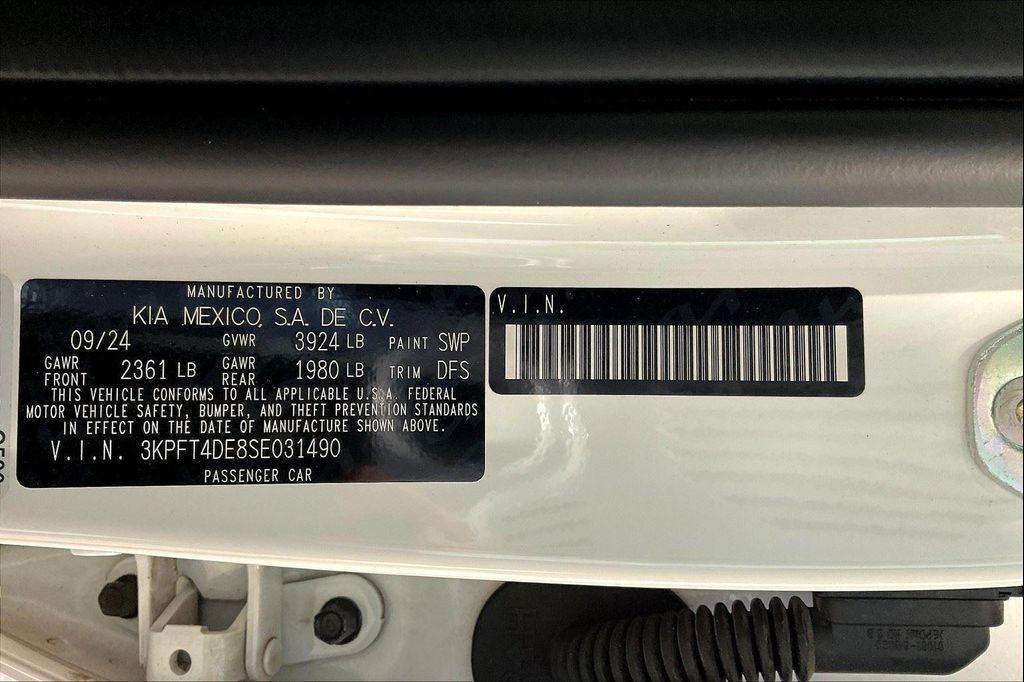 MANUFACTURED BY
KIA MEXICO, S.A. DE C.V.
09/24 GVWR 3924 LB PAINT SWP
GAWR FRONT 2361 LB GAWR REAR 1980 LB TRIM DFS
THIS VEHICLE CONFORMS TO ALL APPLICABLE U.S.A. FEDERAL
MOTOR VEHICLE SAFETY, BUMPER, AND THEFT PREVENTION STANDARDS
IN EFFECT ON THE DATE OF MANUFACTURE SHOWN ABOVE.
V.I.N. 3KPFT4DE8SE031490
PASSENGER CAR
V.I.N.